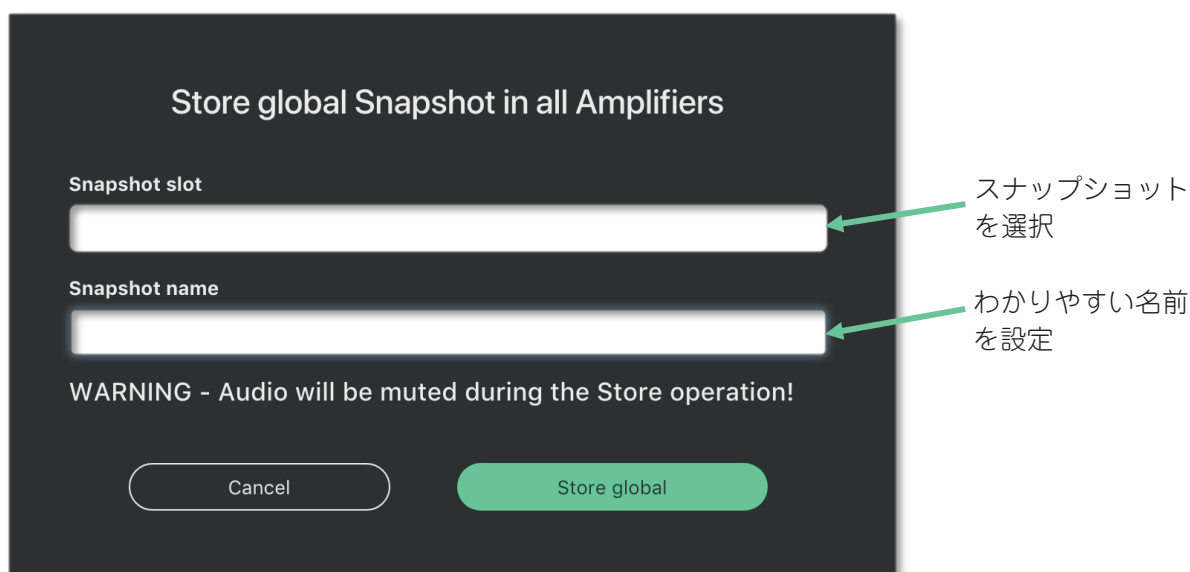 Store global Snapshot in all Amplifiers
Snapshot slot
スナップショット
を選択
Snapshot name
わかりやすい名前
を設定
WARNING - Audio will be muted during the Store operation!
Cancel
Store global